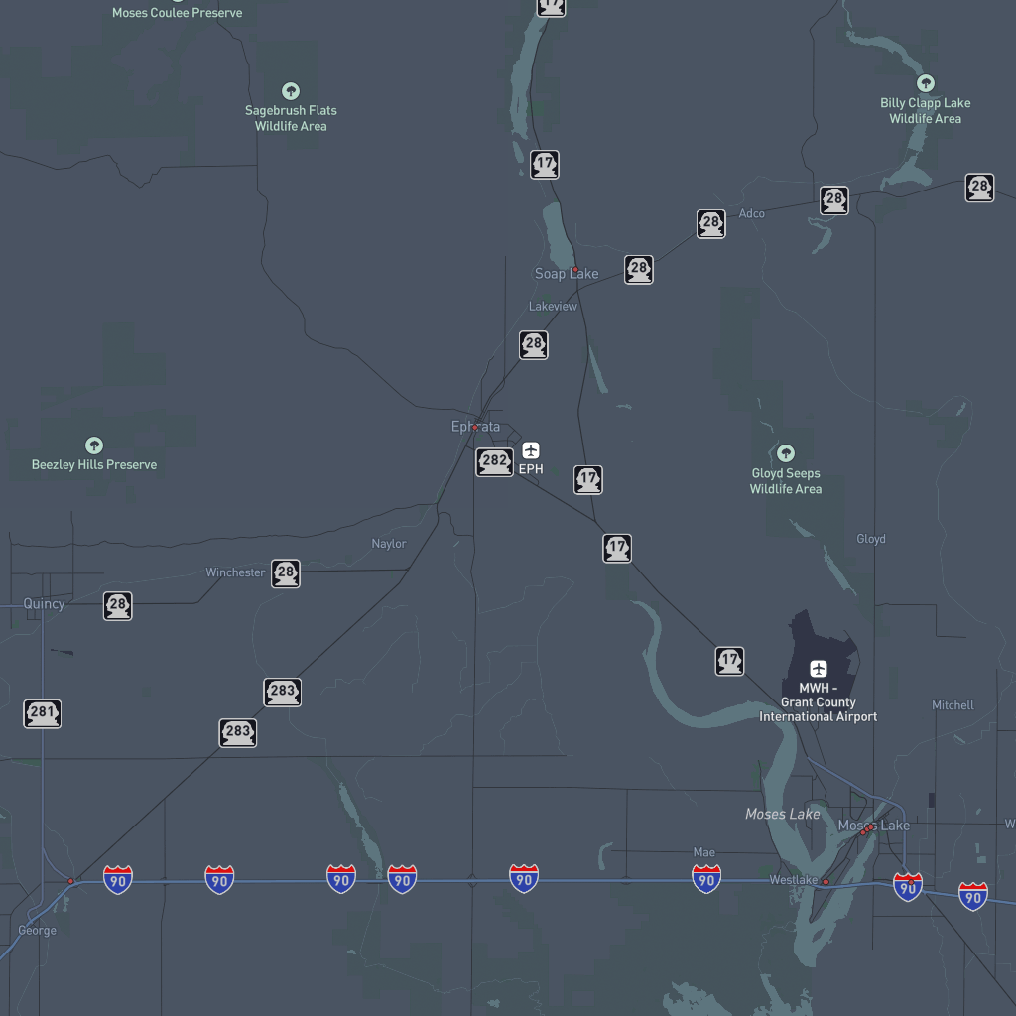 17
Moses Coulee Preserve
Sagebrush Flats
Wildlife Area
Billy Clapp Lake
Wildlife Area
17
28
28
28
Adco
28
Soap Lake
Lakeview
28
Ephrata
282
EPH
Beezley Hills Preserve
17
Gloyd Seeps
Wildlife Area
17
Naylor
Gloyd
Winchester
28
Quincy
28
17
283
MWH -
Grant County
International Airport
281
283
Mitchell
Moses Lake
Moses Lake
W
Mae
90
90
90
90
90
90
Westlake
90
90
George